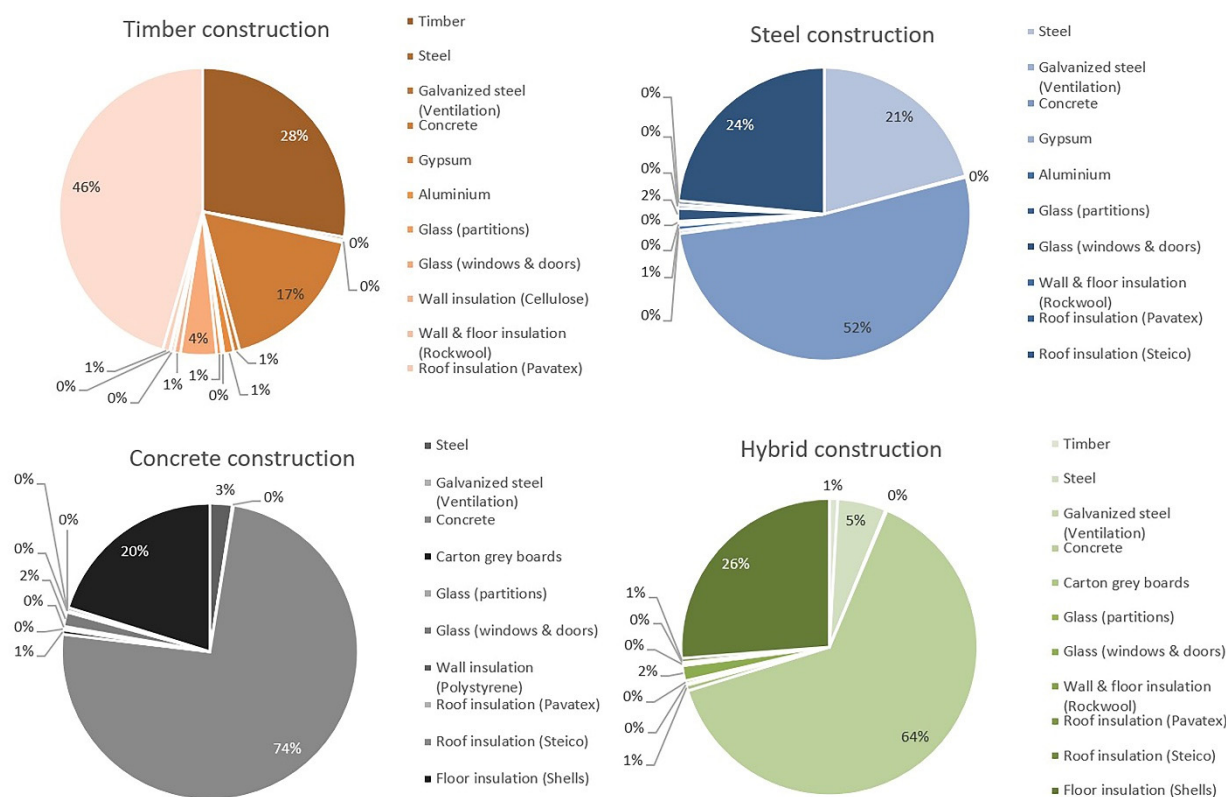 Timber construction
28%
0%
0%
17%
1%
1%
0%
1%
4%
1%
0%
1%
0%
46%
Timber
Steel
Galvanized steel
(Ventilation)
Concrete
Gypsum
Aluminium
Glass (partitions)
Glass (windows & doors)
Wall insulation (Cellulose)
Wall & floor insulation
(Rockwool)
Roof insulation (Pavatex)
Steel construction
21%
0%
52%
0%
1%
0%
0%
2%
0%
0%
0%
24%
Steel
Galvanized steel
(Ventilation)
Concrete
Gypsum
Aluminium
Glass (partitions)
Glass (windows & doors)
Wall & floor insulation
(Rockwool)
Roof insulation (Pavatex)
Roof insulation (Steico)
Concrete construction
3%
0%
74%
1%
0%
0%
2%
0%
0%
0%
20%
Steel
Galvanized steel
(Ventilation)
Concrete
Carton grey boards
Glass (partitions)
Glass (windows & doors)
Wall insulation
(Polystyrene)
Roof insulation (Pavatex)
Roof insulation (Steico)
Floor insulation (Shells)
Hybrid construction
1%
5%
0%
64%
1%
0%
0%
2%
0%
0%
1%
26%
Timber
Steel
Galvanized steel
(Ventilation)
Concrete
Carton grey boards
Glass (partitions)
Glass (windows & doors)
Wall & floor insulation
(Rockwool)
Roof insulation (Pavatex)
Roof insulation (Steico)
Floor insulation (Shells)